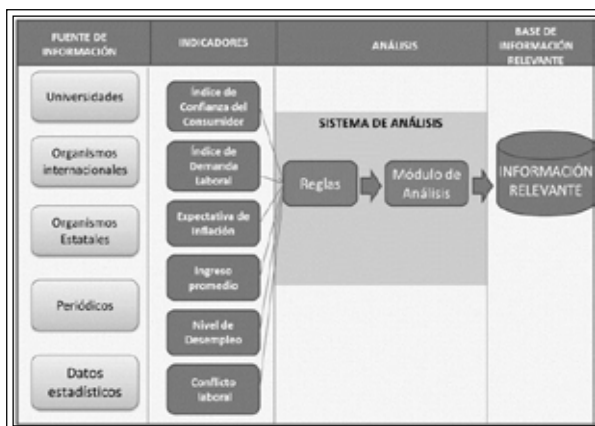 FUENTE DE
INFORMACIÓN
INDICADORES
ANÁLISIS
BASE DE
INFORMACIÓN
RELEVANTE
Universidades
Organismos
internacionales
Organismos
Estatales
Periódicos
Datos
estadísticos
Índice de
Confianza del
Consumidor
Índice de
Demanda
Laboral
Expectativa de
Inflación
Ingreso
promedio
Nivel de
Desempleo
Conflicto
laboral
SISTEMA DE ANÁLISIS
Reglas
Módulo de
Análisis
INFORMACIÓN
RELEVANTE